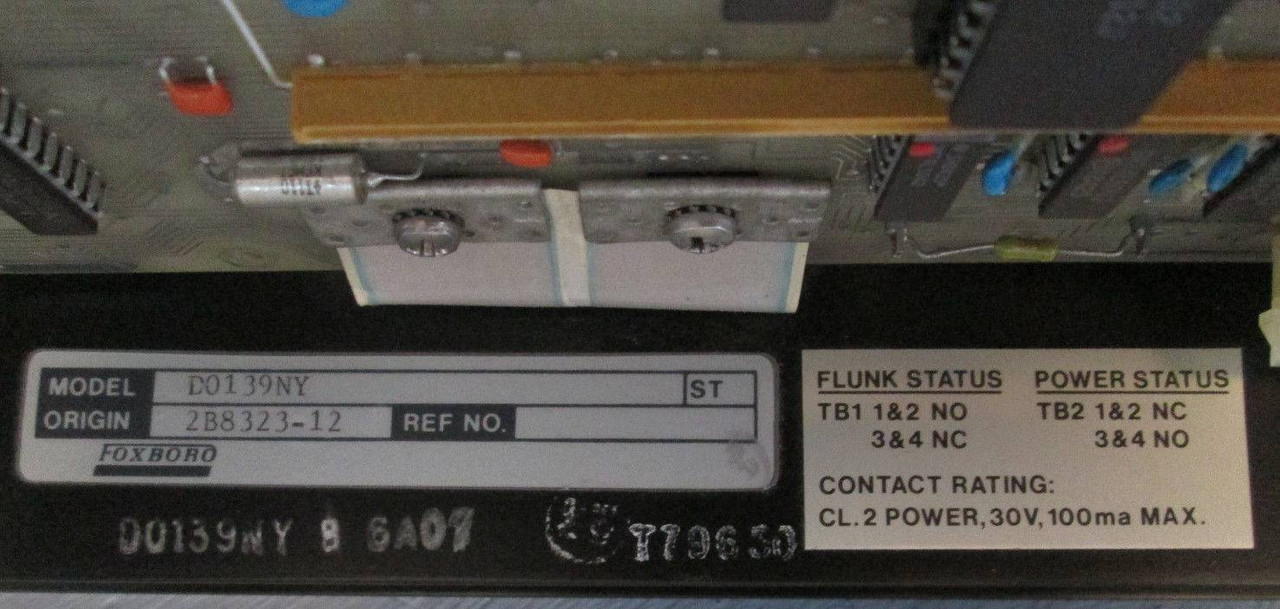 MODEL D0139NY ST
ORIGIN 2B8323-12 REF NO.
FOXBORO
D0139NY B 6A07
T79630
FLUNK STATUS
TB1 1&2 NO
3&4 NC
POWER STATUS
TB2 1&2 NC
3&4 NO
CONTACT RATING:
CL.2 POWER,30V,100ma MAX.